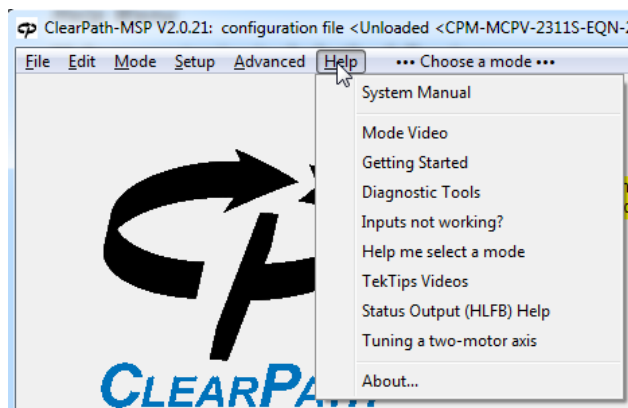 ClearPath-MSP V2.0.21: configuration file <Unloaded <CPM-MCPV-2311S-EQN-
File Edit Mode Setup Advanced Help ••• Choose a mode •••
System Manual
Mode Video
Getting Started
Diagnostic Tools
Inputs not working?
Help me select a mode
TekTips Videos
Status Output (HLFB) Help
Tuning a two-motor axis
About...
CLEARPATH